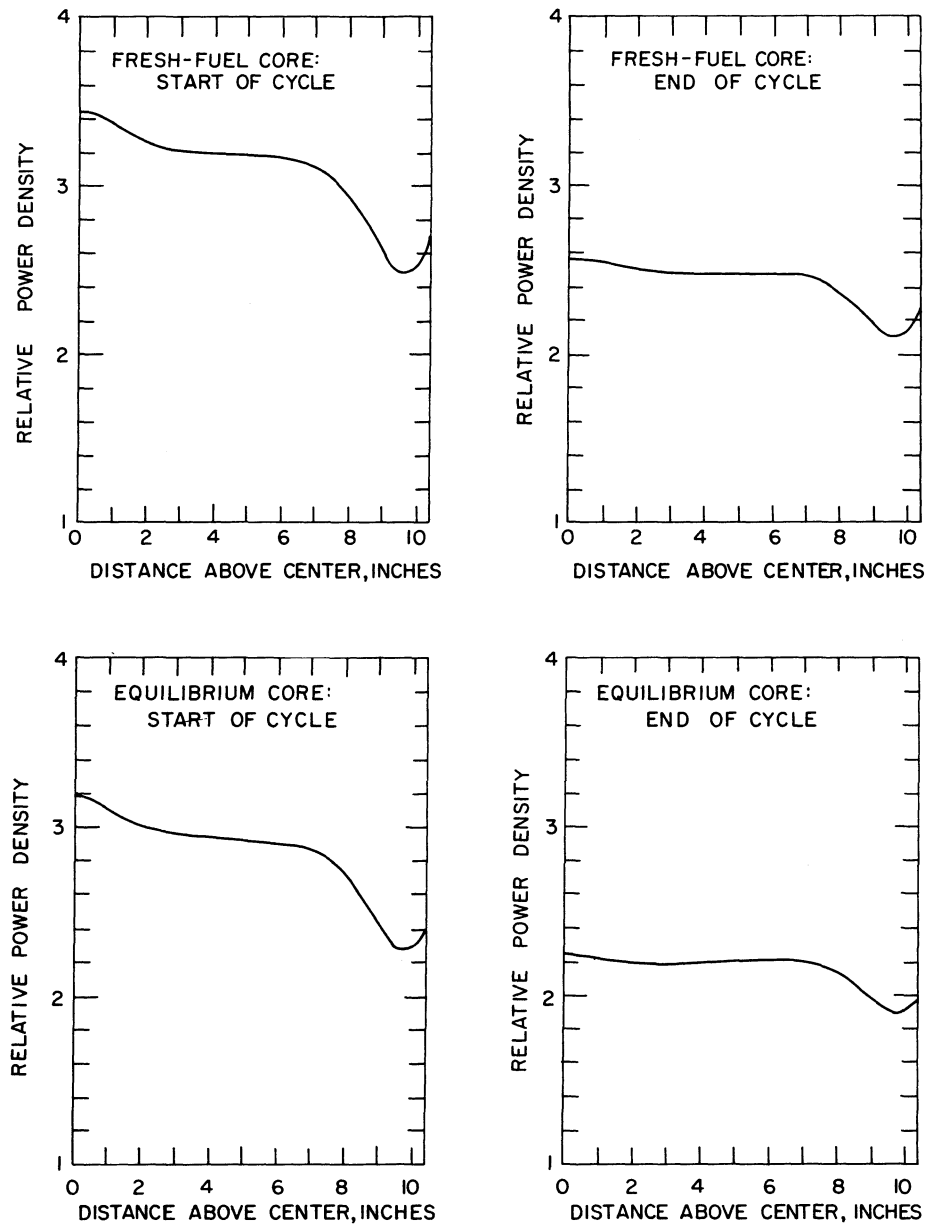 FRESH-FUEL CORE:
START OF CYCLE
RELATIVE POWER DENSITY
4
3
2
1
0 2 4 6 8 10
DISTANCE ABOVE CENTER, INCHES
FRESH-FUEL CORE:
END OF CYCLE
RELATIVE POWER DENSITY
4
3
2
1
0 2 4 6 8 10
DISTANCE ABOVE CENTER, INCHES
EQUILIBRIUM CORE:
START OF CYCLE
RELATIVE POWER DENSITY
4
3
2
1
0 2 4 6 8 10
DISTANCE ABOVE CENTER, INCHES
EQUILIBRIUM CORE:
END OF CYCLE
RELATIVE POWER DENSITY
4
3
2
1
0 2 4 6 8 10
DISTANCE ABOVE CENTER, INCHES